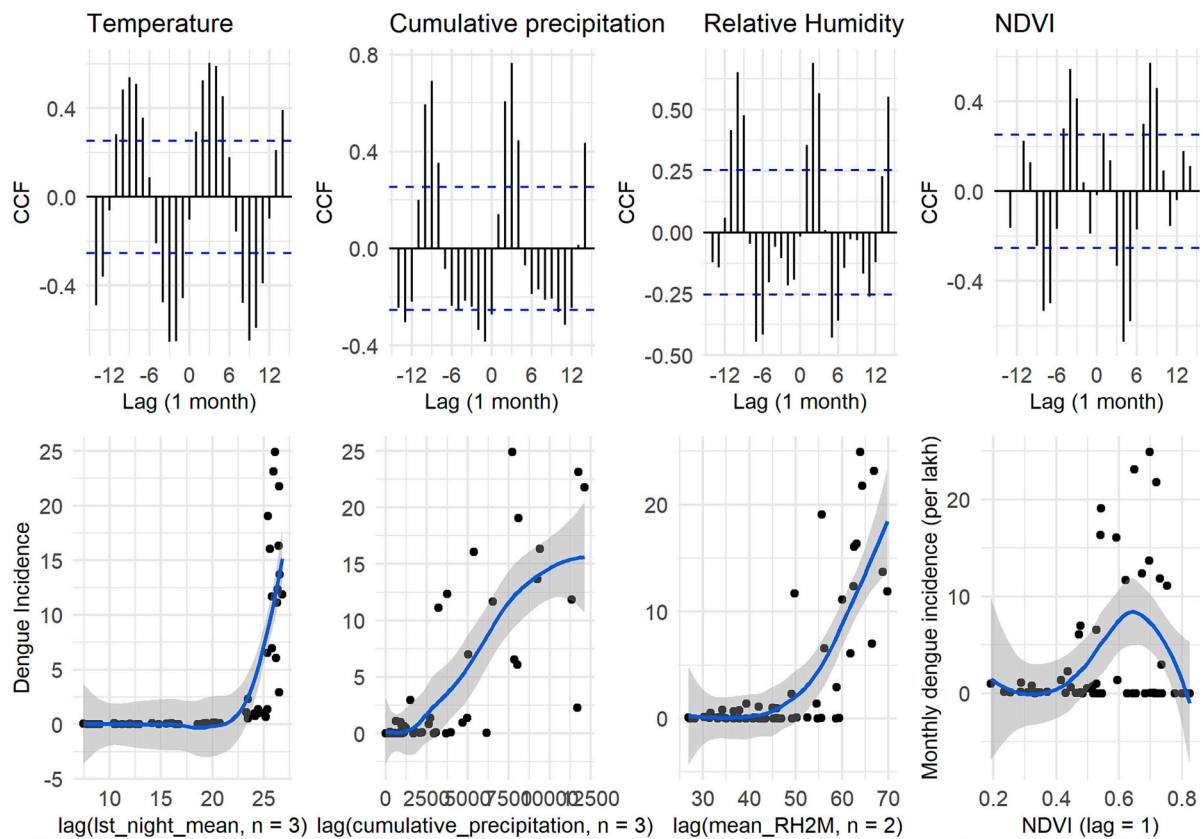 Temperature
Cumulative precipitation
Relative Humidity
NDVI
CCF
0.4
0.0
-0.4
-12 -6 0 6 12
Lag (1 month)
CCF
0.8
0.4
0.0
-0.4
-12 -6 0 6 12
Lag (1 month)
CCF
0.50
0.25
0.00
-0.25
-0.50
-12 -6 0 6 12
Lag (1 month)
CCF
0.4
0.0
-0.4
-12 -6 0 6 12
Lag (1 month)
Dengue Incidence
25
20
15
10
5
0
-5
10 15 20 25
lag(lst_night_mean, n = 3)
25
20
15
10
5
0
0 2500 5000 7500 10000 12500
lag(cumulative_precipitation, n = 3)
20
10
0
30 40 50 60 70
lag(mean_RH2M, n = 2)
Monthly dengue incidence (per lakh)
20
10
0
0.2 0.4 0.6 0.8
NDVI (lag = 1)